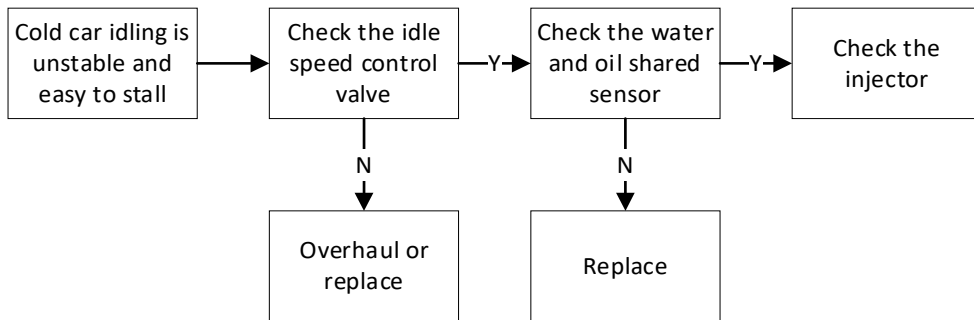 Cold car idling is
unstable and
easy to stall
Check the idle
speed control
valve
Y
Check the water
and oil shared
sensor
Y
Check the
injector
N
N
Overhaul or
replace
Replace